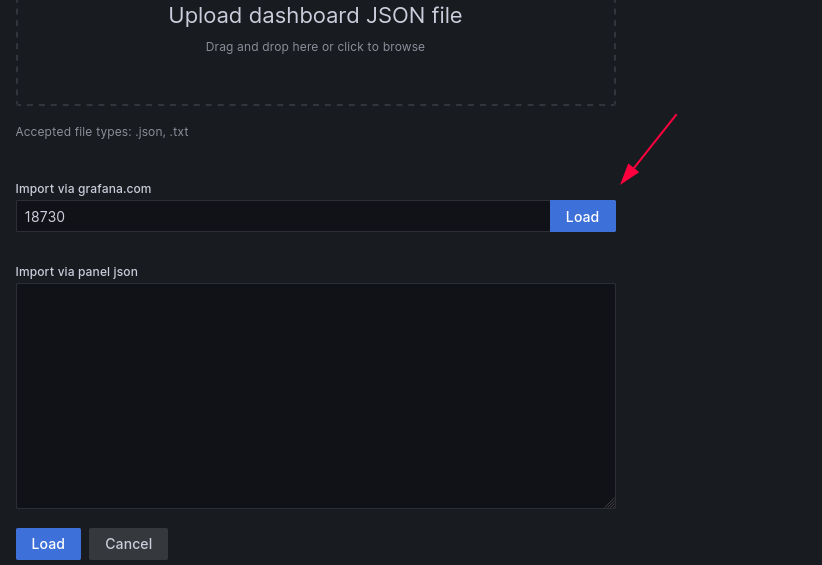 Upload dashboard JSON file
Drag and drop here or click to browse
Accepted file types: .json, .txt
Import via grafana.com
18730
Load
Import via panel json
Load
Cancel